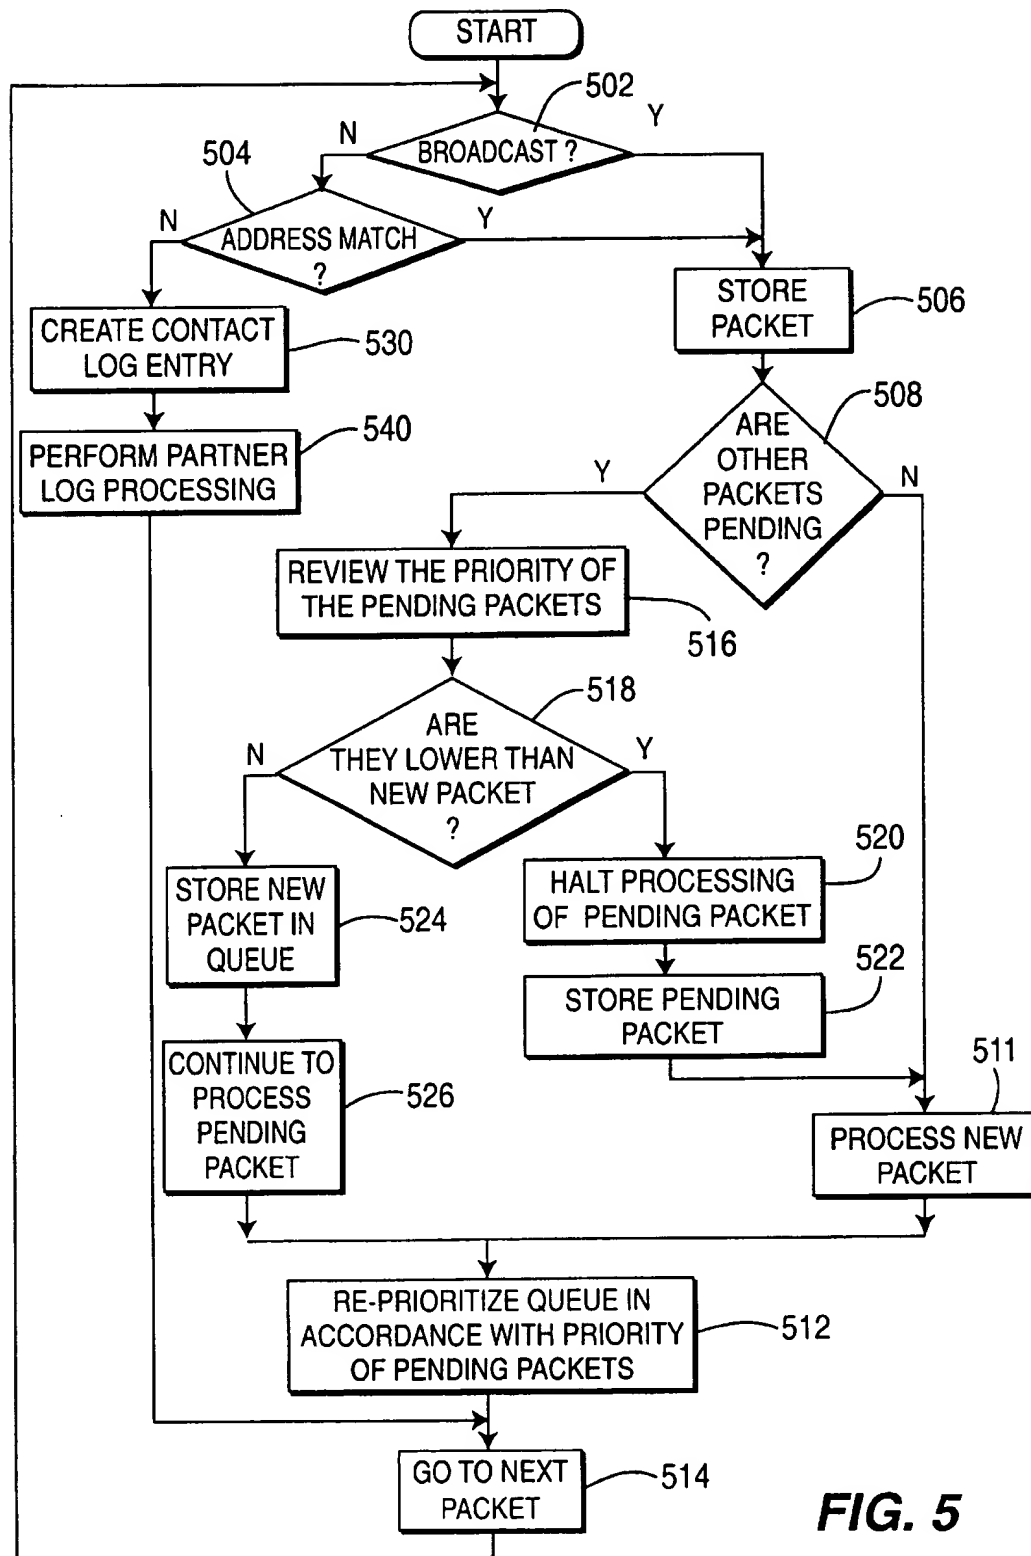 START
502
Y
N
BROADCAST ?
504
N
Y
ADDRESS MATCH
?
STORE
PACKET
506
CREATE CONTACT
LOG ENTRY
530
508
ARE
OTHER
PACKETS
PENDING
?
Y
N
540
PERFORM PARTNER
LOG PROCESSING
REVIEW THE PRIORITY OF
THE PENDING PACKETS
516
518
ARE
THEY LOWER THAN
NEW PACKET
?
N
Y
520
HALT PROCESSING
OF PENDING PACKET
STORE NEW
PACKET IN
QUEUE
524
522
STORE PENDING
PACKET
CONTINUE TO
PROCESS
PENDING
PACKET
526
511
PROCESS NEW
PACKET
RE-PRIORITIZE QUEUE IN
ACCORDANCE WITH PRIORITY
OF PENDING PACKETS
512
GO TO NEXT
PACKET
514
FIG. 5